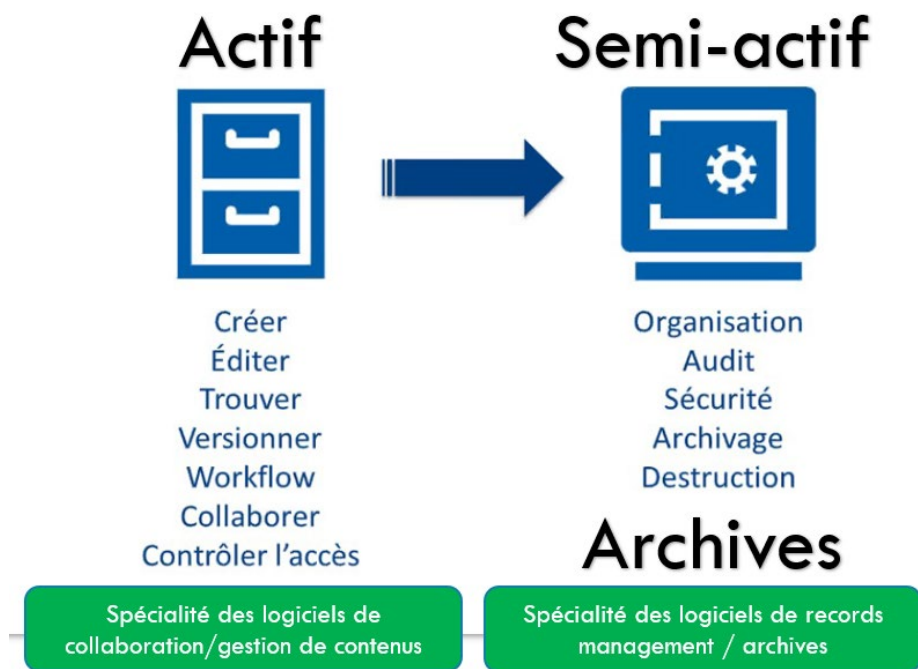 Actif
Créer
Éditer
Trouver
Versionner
Workflow
Collaborer
Contrôler l'accès
Spécialité des logiciels de
collaboration/gestion de contenus
Semi-actif
Organisation
Audit
Sécurité
Archivage
Destruction
Archives
Spécialité des logiciels de records
management / archives